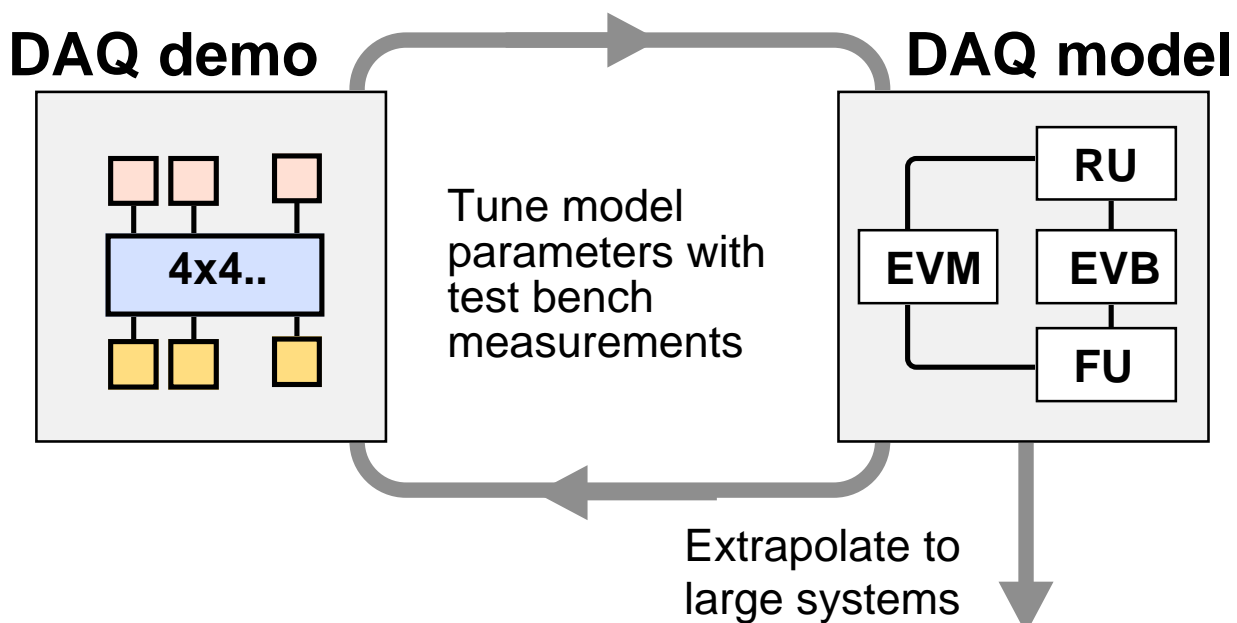 DAQ demo
DAQ model
4x4..
Tune model
parameters with
test bench
measurements
RU
EVM
EVB
FU
Extrapolate to
large systems